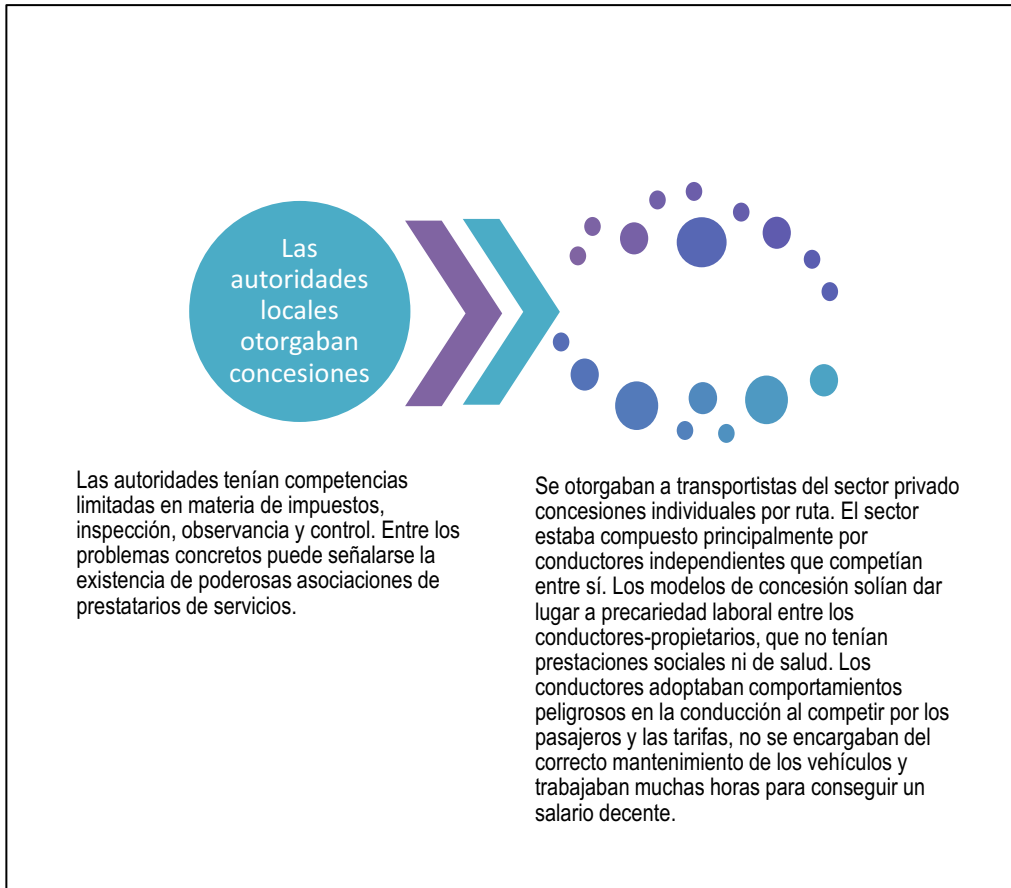 Las
autoridades
locales
otorgaban
concesiones
Las autoridades tenían competencias
limitadas en materia de impuestos,
inspección, observancia y control. Entre los
problemas concretos puede señalarse la
existencia de poderosas asociaciones de
prestatarios de servicios.
Se otorgaban a transportistas del sector privado
concesiones individuales por ruta. El sector
estaba compuesto principalmente por
conductores independientes que competían
entre sí. Los modelos de concesión solían dar
lugar a precariedad laboral entre los
conductores-propietarios, que no tenían
prestaciones sociales ni de salud. Los
conductores adoptaban comportamientos
peligrosos en la conducción al competir por los
pasajeros y las tarifas, no se encargaban del
correcto mantenimiento de los vehículos y
trabajaban muchas horas para conseguir un
salario decente.